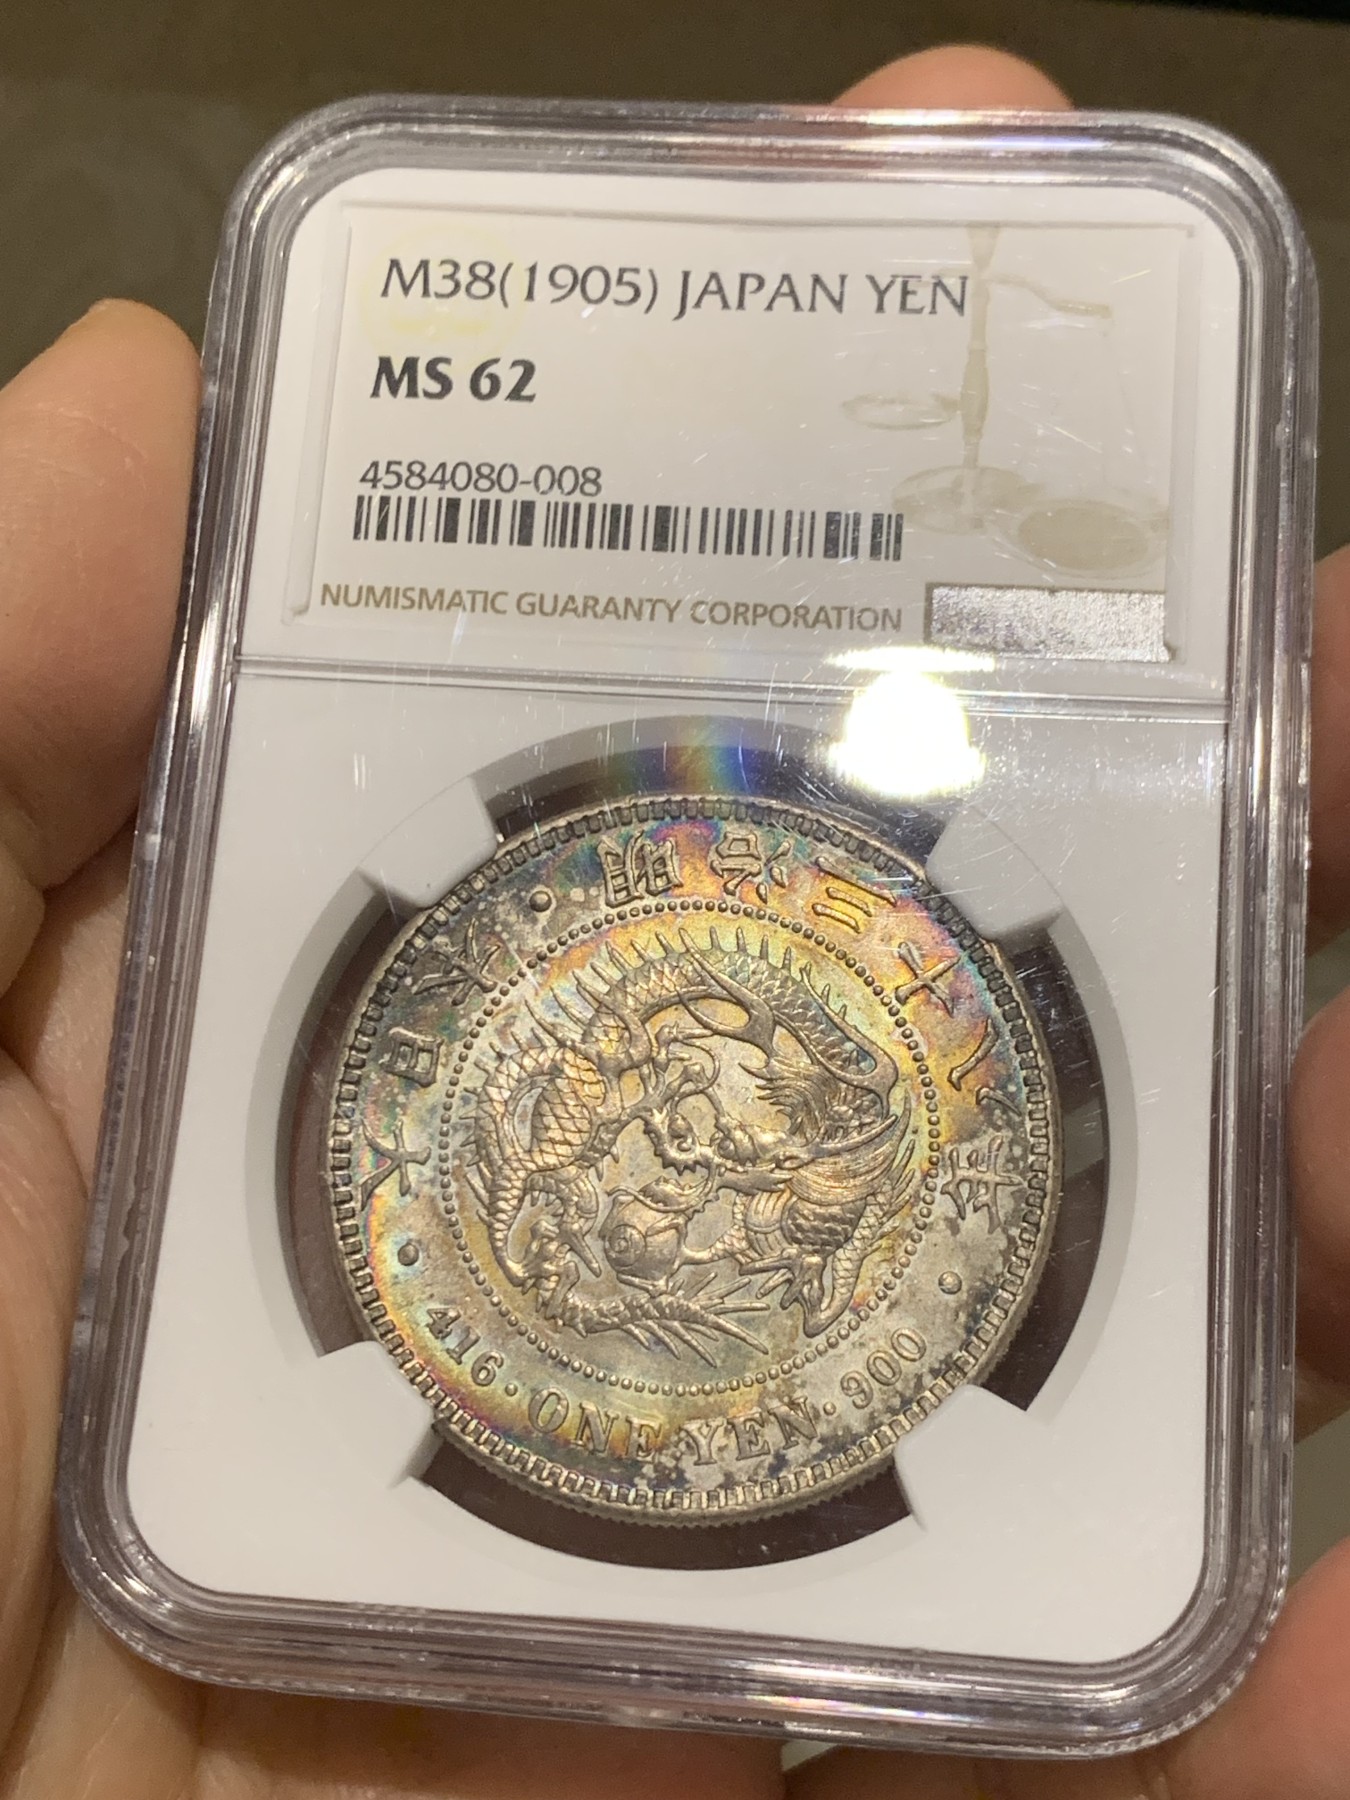 M38(1905) JAPAN YEN
MS 62
4584080-008
NUMISMATIC GUARANTY CORPORATION
大日本・明治三十八年・
416・ONE YEN・900